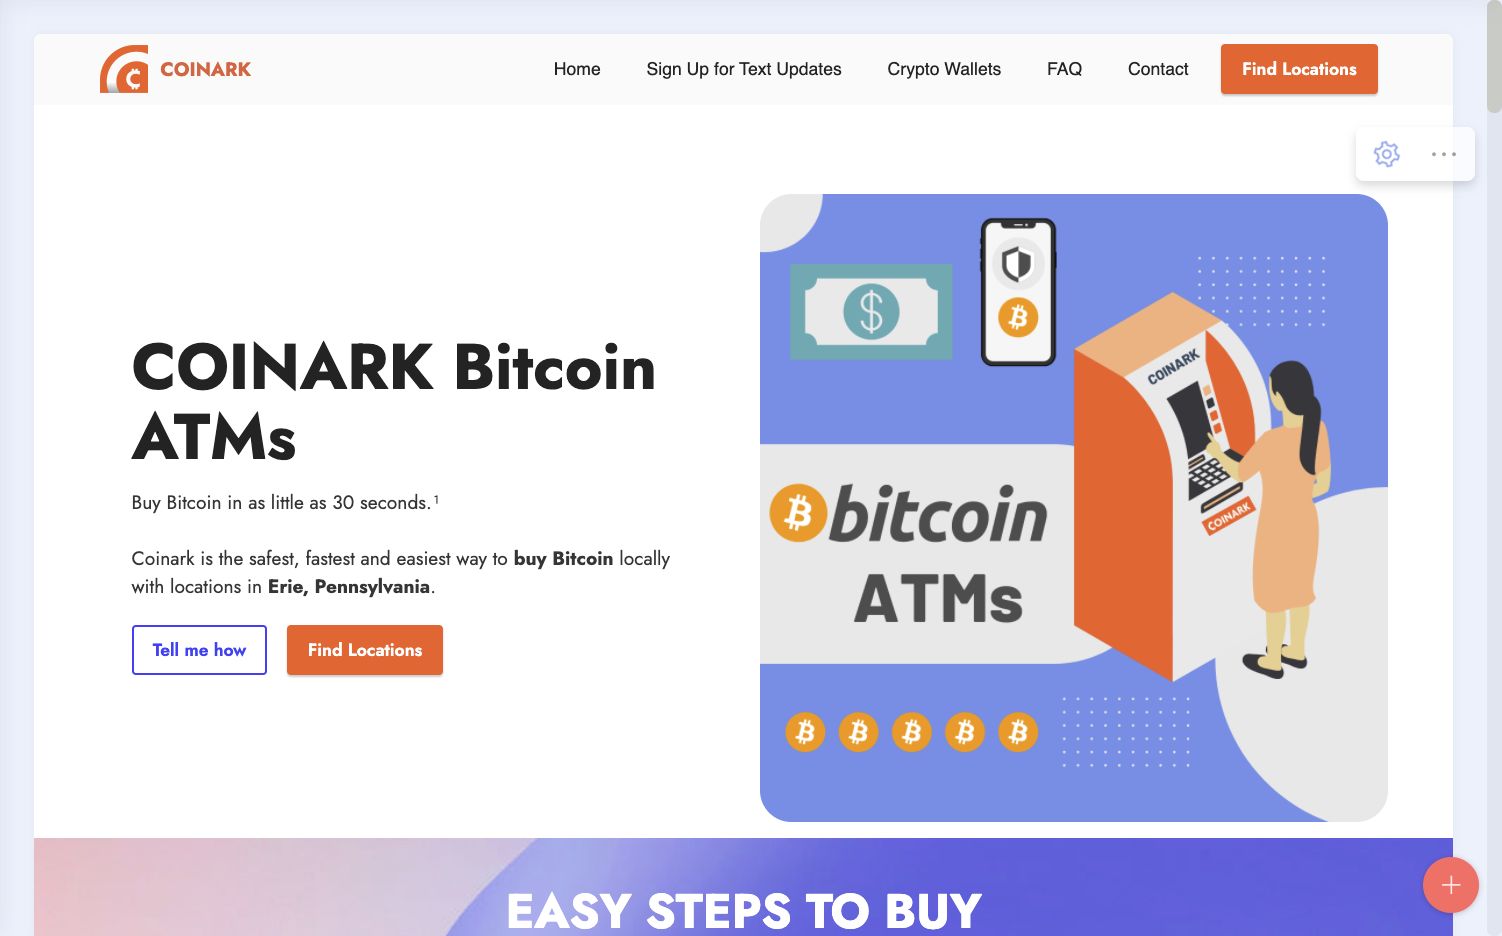 COINARK
Home
Sign Up for Text Updates
Crypto Wallets
FAQ
Contact
Find Locations
COINARK Bitcoin
ATMs
Buy Bitcoin in as little as 30 seconds.¹
Coinark is the safest, fastest and easiest way to buy Bitcoin locally
with locations in Erie, Pennsylvania.
Tell me how
Find Locations
COINARK
COINARK
bitcoin
ATMs
EASY STEPS TO BUY